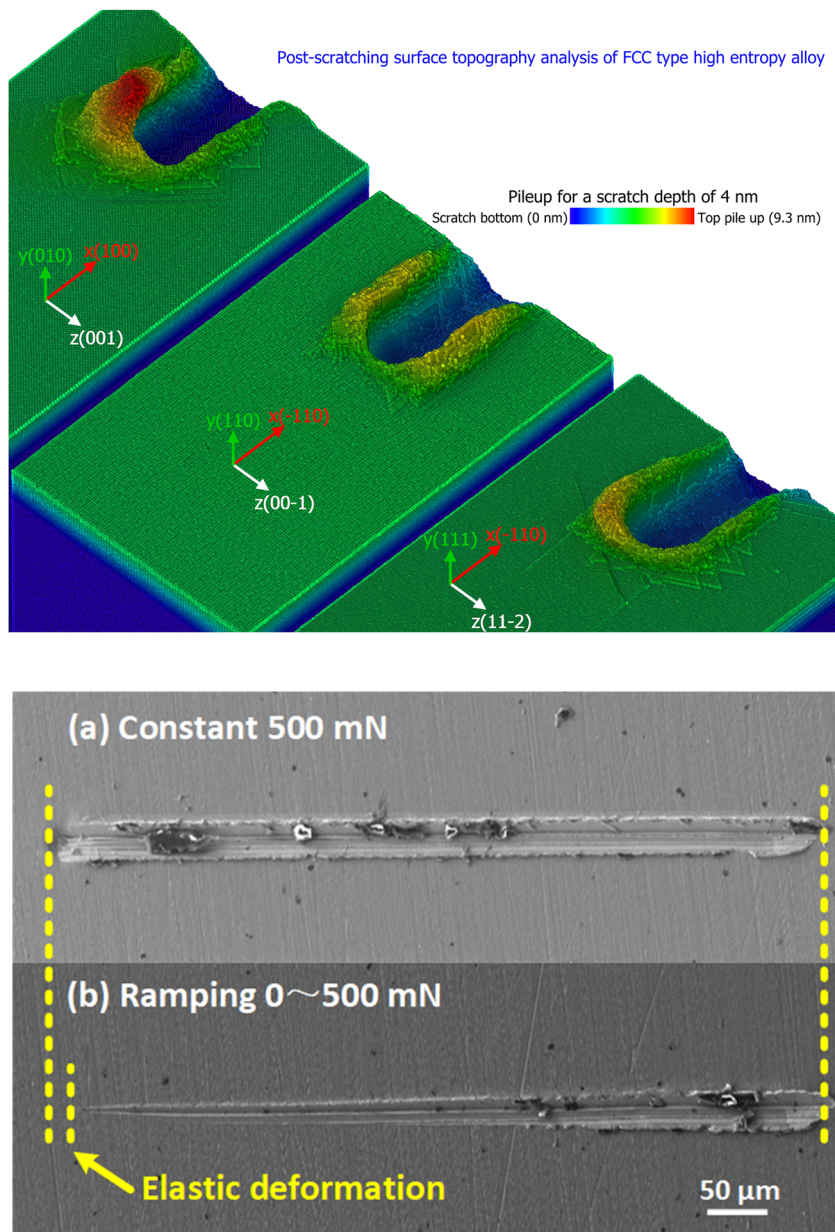 Post-scratching surface topography analysis of FCC type high entropy alloy
Pileup for a scratch depth of 4 nm
Scratch bottom (0 nm) Top pile up (9.3 nm)
y(010) x(100)
z(001)
y(110) x(-110)
z(00-1)
y(111) x(-110)
z(11-2)
(a) Constant 500 mN
(b) Ramping 0～500 mN
Elastic deformation
50 μm